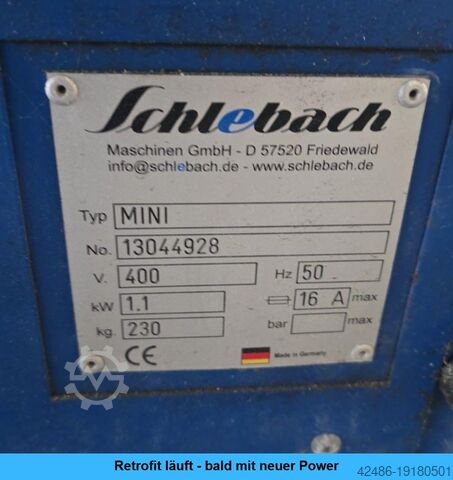 Schlebach
Maschinen GmbH - D 57520 Friedewald
info@schlebach.de - www.schlebach.de
Typ MINI
No. 13044928
V. 400 Hz 50
kW 1.1 16 A max
kg. 230 bar max
CE Made in Germany
Retrofit läuft - bald mit neuer Power 42486-19180501